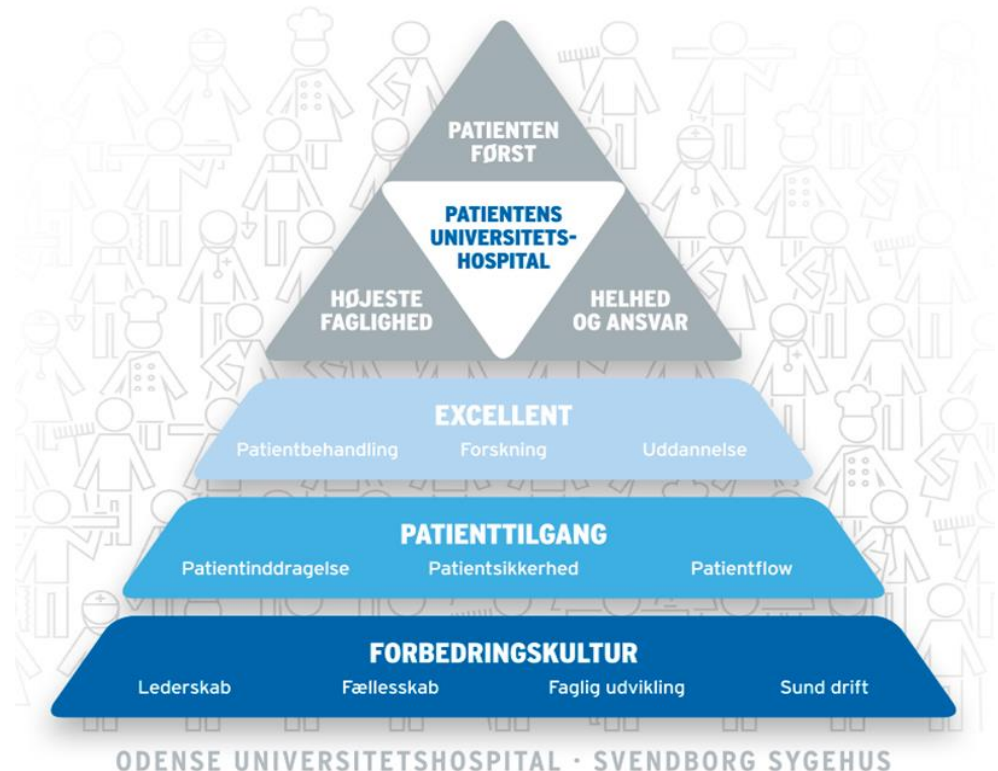 PATIENTEN
FØRST
PATIENTENS
UNIVERSITETS-
HOSPITAL
HØJESTE
FAGLIGHED
HELHED
OG ANSVAR
EXCELLENT
Patientbehandling Forskning Uddannelse
PATIENTTILGANG
Patientinddragelse Patientsikkerhed Patientflow
FORBEDRINGSKULTUR
Lederskab Fællesskab Faglig udvikling Sund drift
ODENSE UNIVERSITETSHOSPITAL · SVENDBORG SYGEHUS